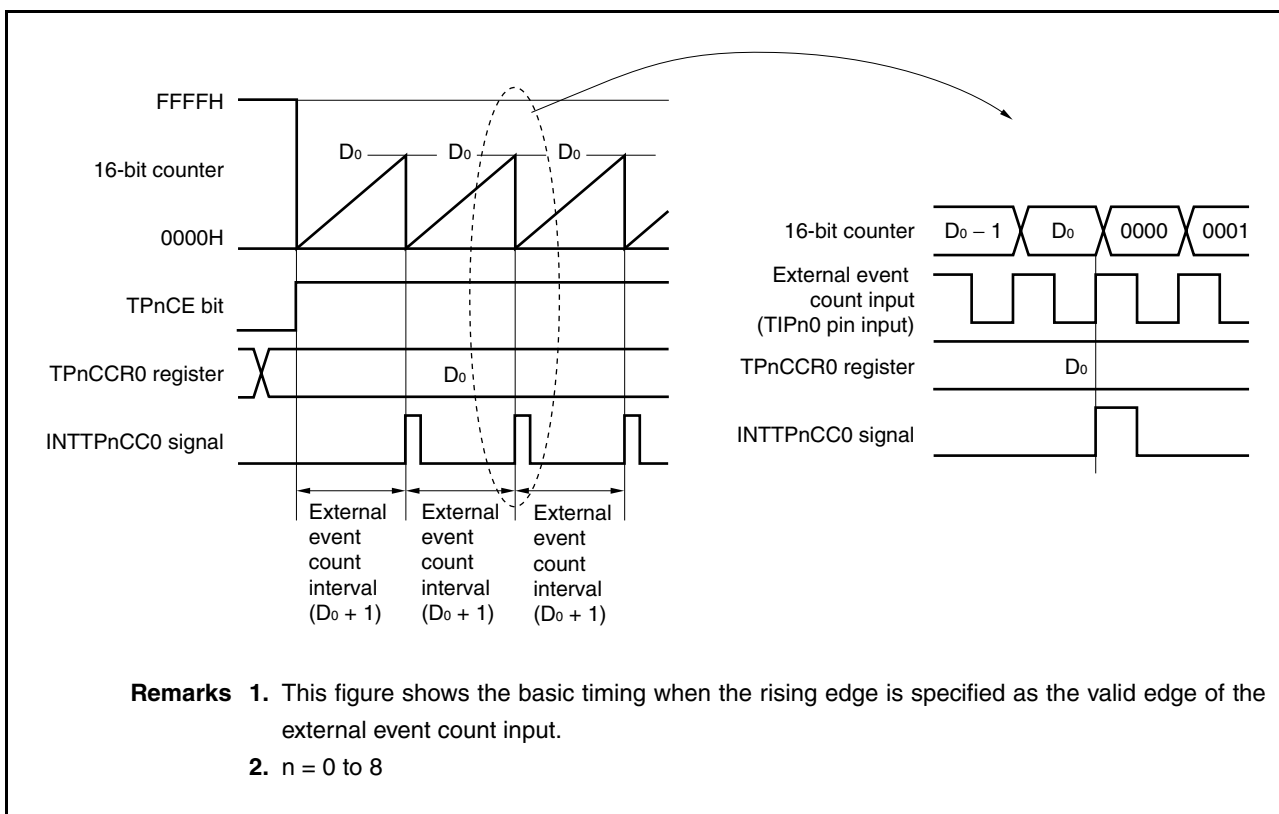 FFFFH
16-bit counter
0000H
D₀
D₀
D₀
TPnCE bit
TPnCCR0 register
D₀
INTTPnCC0 signal
External
event
count
interval
(D₀ + 1)
External
event
count
interval
(D₀ + 1)
External
event
count
interval
(D₀ + 1)
16-bit counter
D₀ − 1
D₀
0000
0001
External event
count input
(TIPn0 pin input)
TPnCCR0 register
D₀
INTTPnCC0 signal
Remarks 1. This figure shows the basic timing when the rising edge is specified as the valid edge of the
external event count input.
2. n = 0 to 8